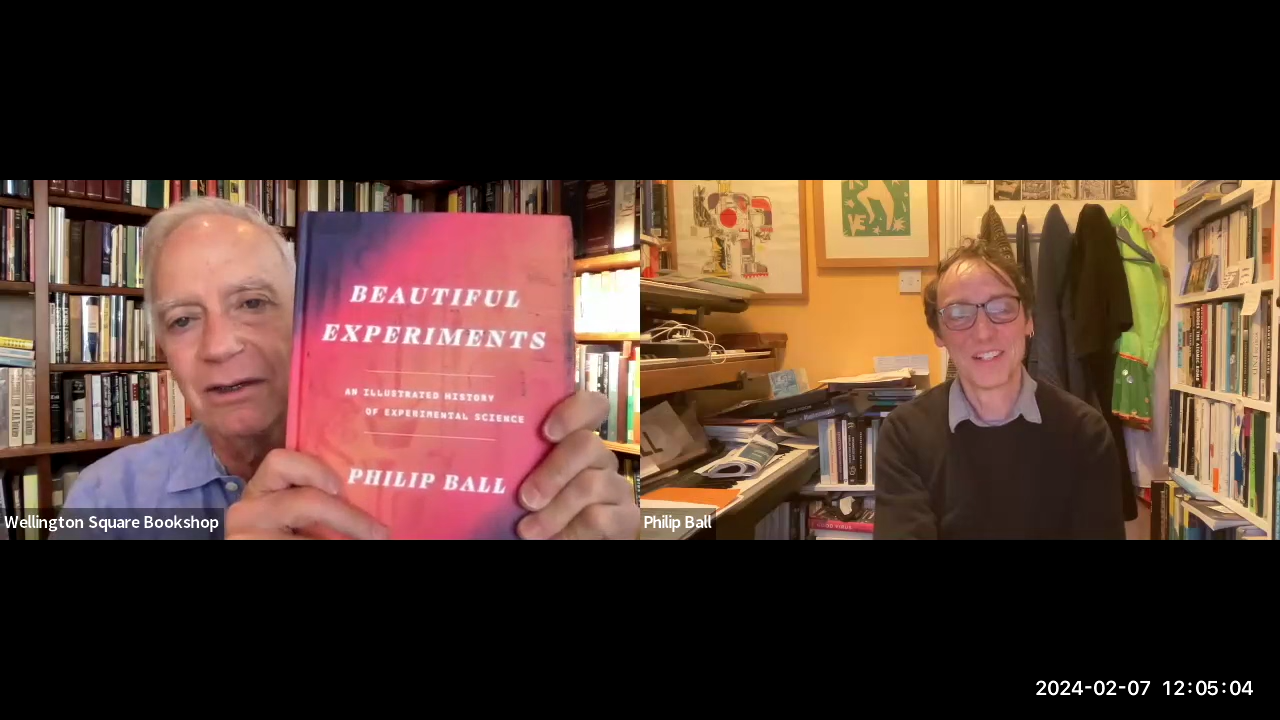 BEAUTIFUL
EXPERIMENTS
AN ILLUSTRATED HISTORY
OF EXPERIMENTAL SCIENCE
PHILIP BALL
Wellington Square Bookshop
Philip Ball
2024-02-07 12:05:04